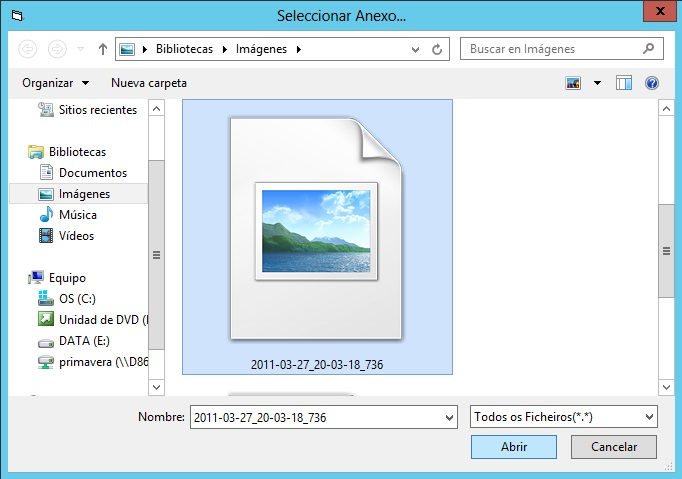 Seleccionar Anexo...
Bibliotecas Imágenes
Buscar en Imágenes
Organizar Nueva carpeta
Sitios recientes
Bibliotecas
Documentos
Imágenes
Música
Vídeos
Equipo
OS (C:)
Unidad de DVD (
DATA (E:)
primavera (\\D86
2011-03-27_20-03-18_736
Nombre: 2011-03-27_20-03-18_736
Todos os Ficheiros(*.*)
Abrir Cancelar